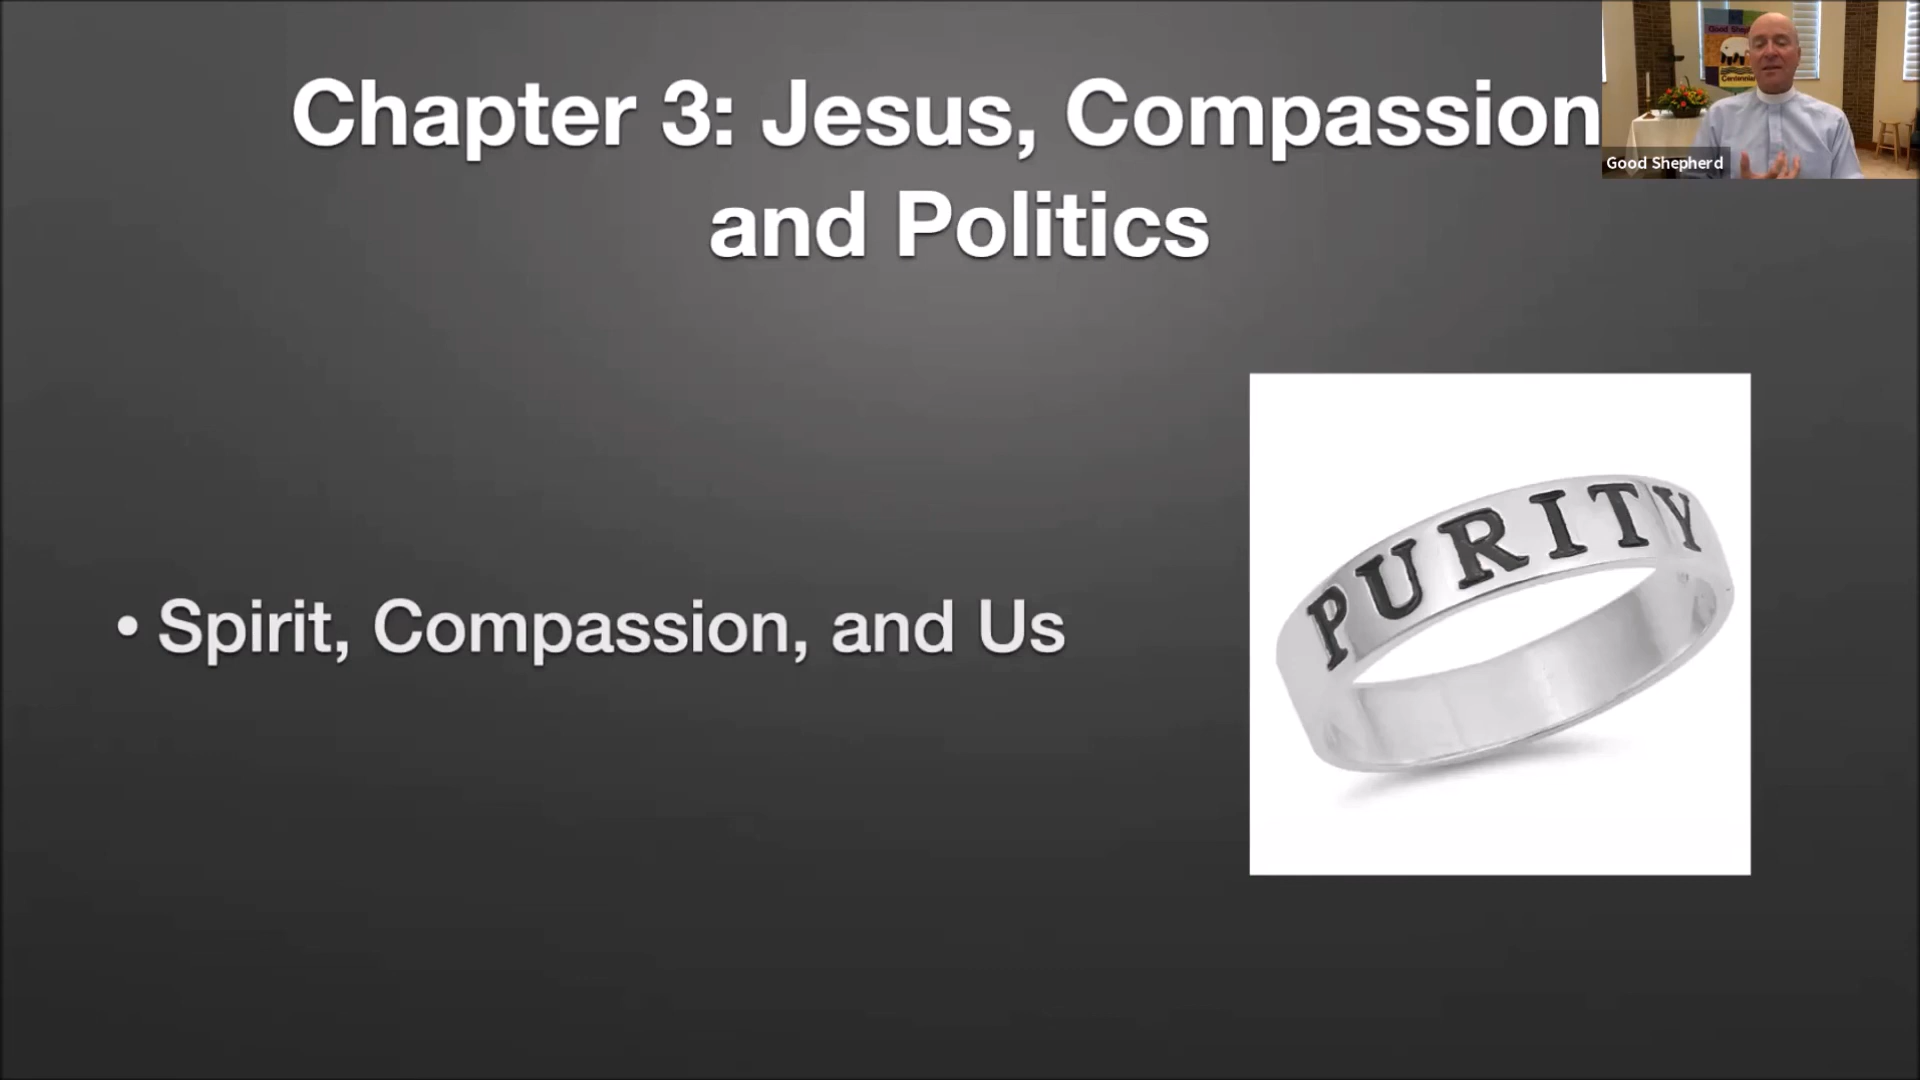 Chapter 3: Jesus, Compassion
and Politics
Good Shepherd
• Spirit, Compassion, and Us
PURITY